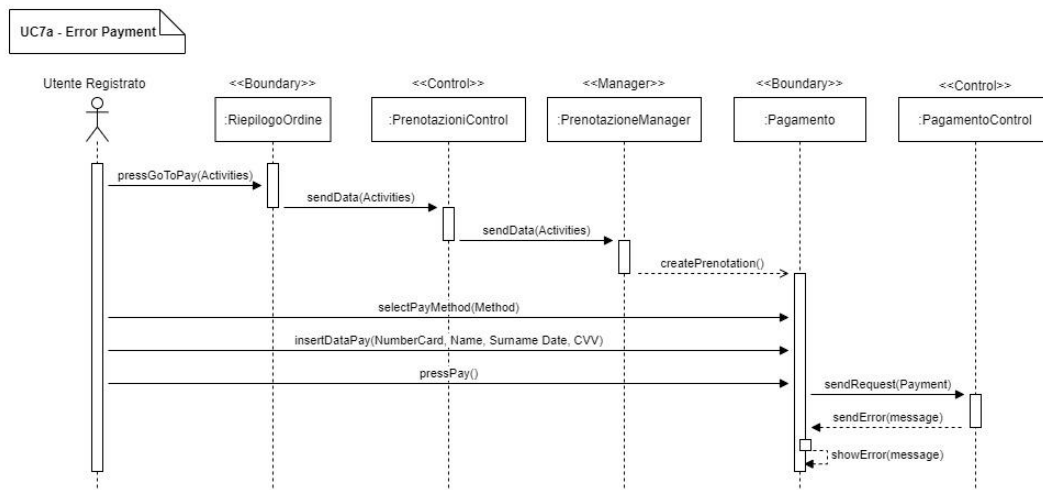 UC7a - Error Payment
Utente Registrato
<<Boundary>>
<<Control>>
<<Manager>>
<<Boundary>>
<<Control>>
:RiepilogoOrdine
:PrenotazioniControl
:PrenotazioneManager
:Pagamento
:PagamentoControl
pressGoToPay(Activities)
sendData(Activities)
sendData(Activities)
createPrenotation()
selectPayMethod(Method)
insertDataPay(NumberCard, Name, Surname Date, CVV)
pressPay()
sendRequest(Payment)
sendError(message)
showError(message)